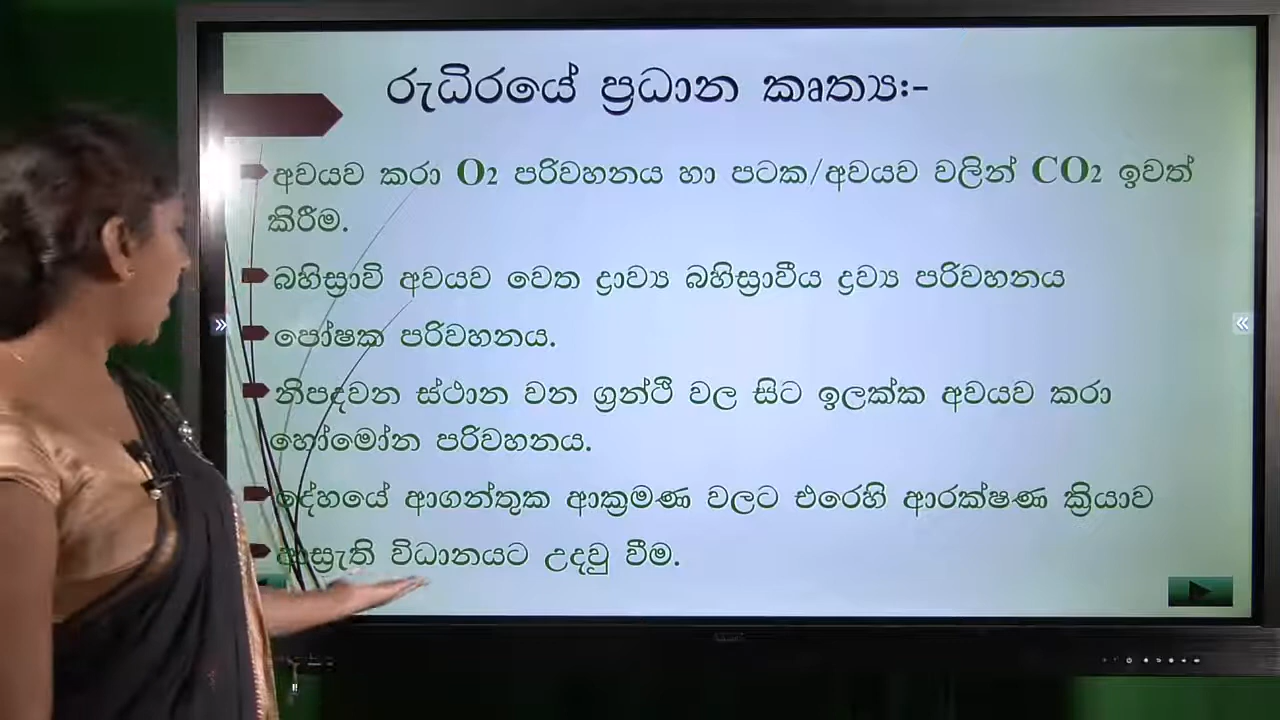 රුධිරයේ ප්‍රධාන කෘත්‍යඃ-
අවයව කරා O₂ පරිවහනය හා පටක/අවයව වලින් CO₂ ඉවත්
කිරීම.
බහිස්‍රාවි අවයව වෙත ද්‍රාව්‍ය බහිස්‍රාවීය ද්‍රව්‍ය පරිවහනය
පෝෂක පරිවහනය.
නිපදවන ස්ථාන වන ග්‍රන්ථි වල සිට ඉලක්ක අවයව කරා
හෝමෝන පරිවහනය.
දේහයේ ආගන්තුක ආක්‍රමණ වලට එරෙහි ආරක්ෂණ ක්‍රියාව
ආස්‍රැති විධානයට උදවු වීම.